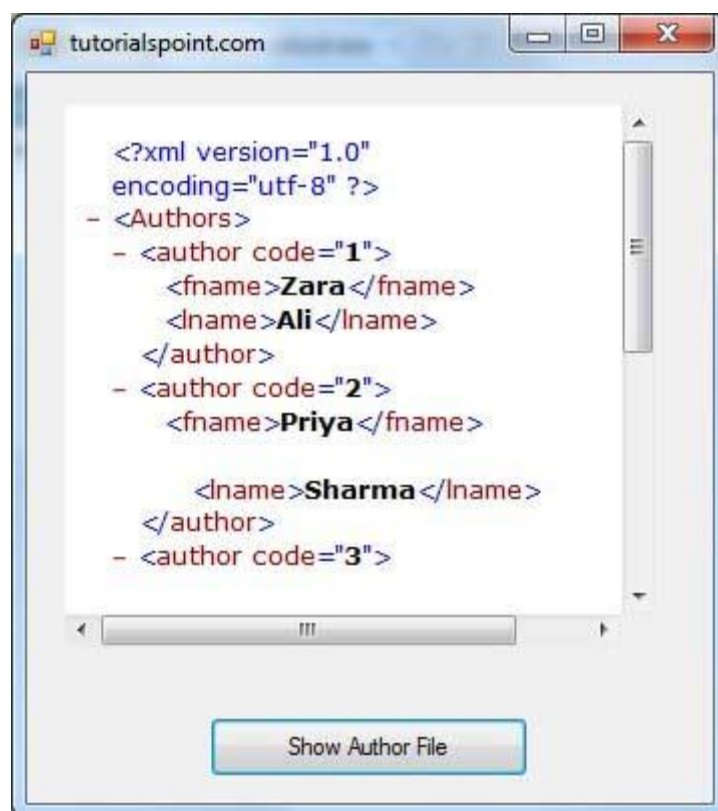 tutorialspoint.com
<?xml version="1.0"
encoding="utf-8" ?>
- <Authors>
- <author code="1">
<fname>Zara</fname>
<lname>Ali</lname>
</author>
- <author code="2">
<fname>Priya</fname>
<lname>Sharma</lname>
</author>
- <author code="3">
Show Author File